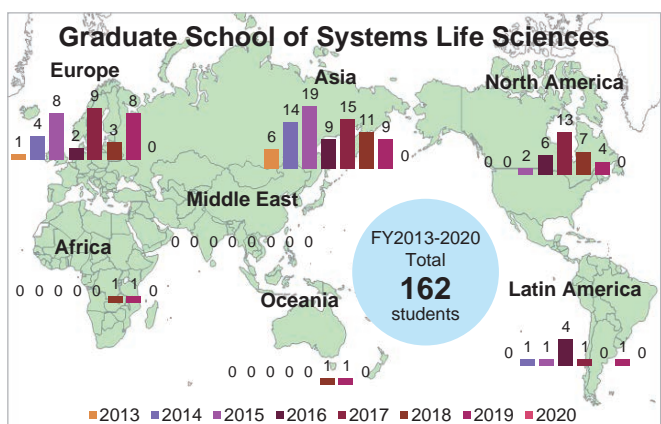 Graduate School of Systems Life Sciences
Europe
1 4 8 2 9 3 8 0
Asia
6 14 19 9 15 11 9 0
North America
0 0 2 6 13 7 4 0
Middle East
0 0 0 0 0 0 0 0
Africa
0 0 0 0 0 1 1 0
FY2013-2020
Total
162
students
Oceania
0 0 0 0 0 1 1 0
Latin America
0 1 1 4 1 0 1 0
2013 2014 2015 2016 2017 2018 2019 2020